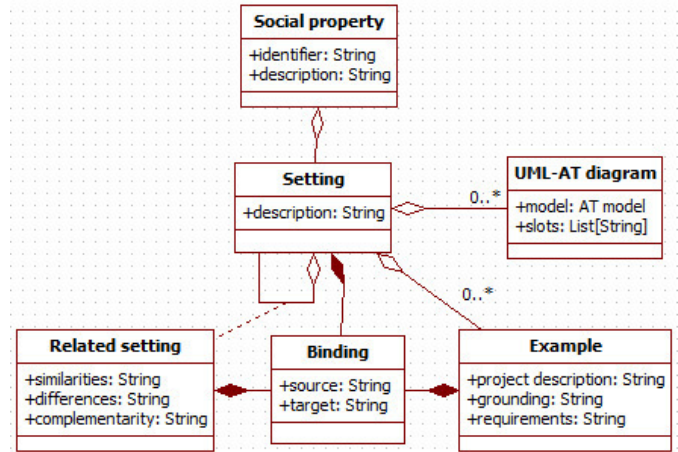 Social property
+identifier: String
+description: String
Setting
+description: String
UML-AT diagram
+model: AT model
+slots: List[String]
0..*
0..*
Related setting
+similarities: String
+differences: String
+complementarity: String
Binding
+source: String
+target: String
Example
+project description: String
+grounding: String
+requirements: String